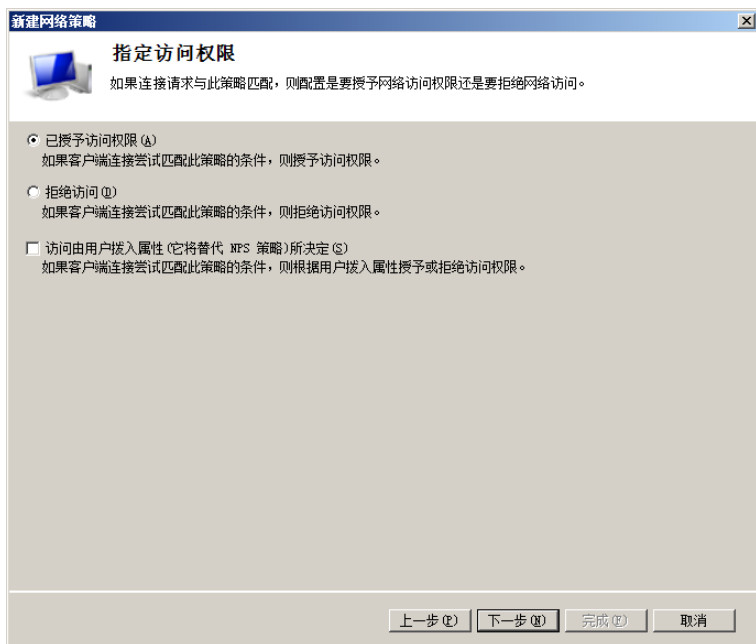 新建网络策略
指定访问权限
如果连接请求与此策略匹配，则配置是要授予网络访问权限还是要拒绝网络访问。
已授予访问权限(A)
如果客户端连接尝试匹配此策略的条件，则授予访问权限。
拒绝访问(D)
如果客户端连接尝试匹配此策略的条件，则拒绝访问权限。
访问由用户拨入属性(它将替代 NPS 策略)所决定(S)
如果客户端连接尝试匹配此策略的条件，则根据用户拨入属性授予或拒绝访问权限。
上一步(P) 下一步(N) 完成(F) 取消